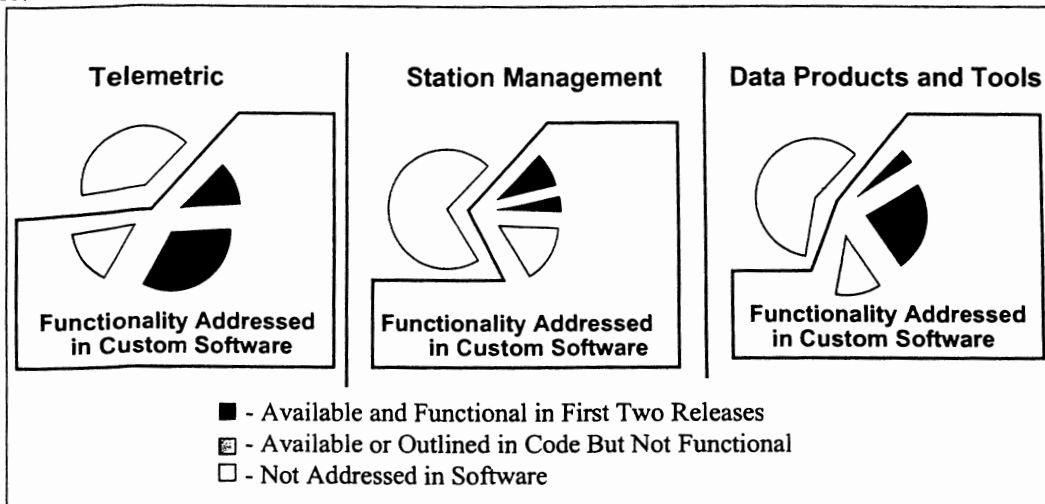 Telemetric
Station Management
Data Products and Tools
Functionality Addressed
in Custom Software
Functionality Addressed
in Custom Software
Functionality Addressed
in Custom Software
■ - Available and Functional in First Two Releases
▩ - Available or Outlined in Code But Not Functional
□ - Not Addressed in Software